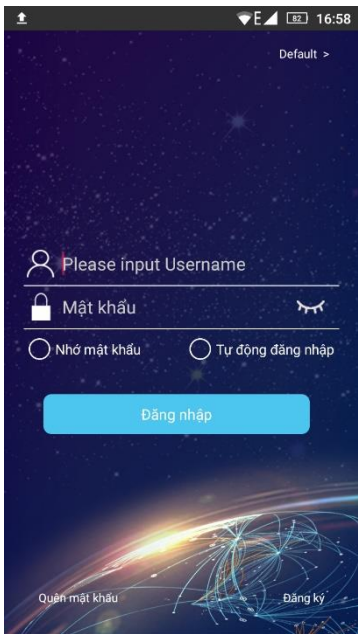 E 82 16:58
Default >
Please input Username
Mật khẩu
Nhớ mật khẩu Tự động đăng nhập
Đăng nhập
Quên mật khẩu Đăng ký